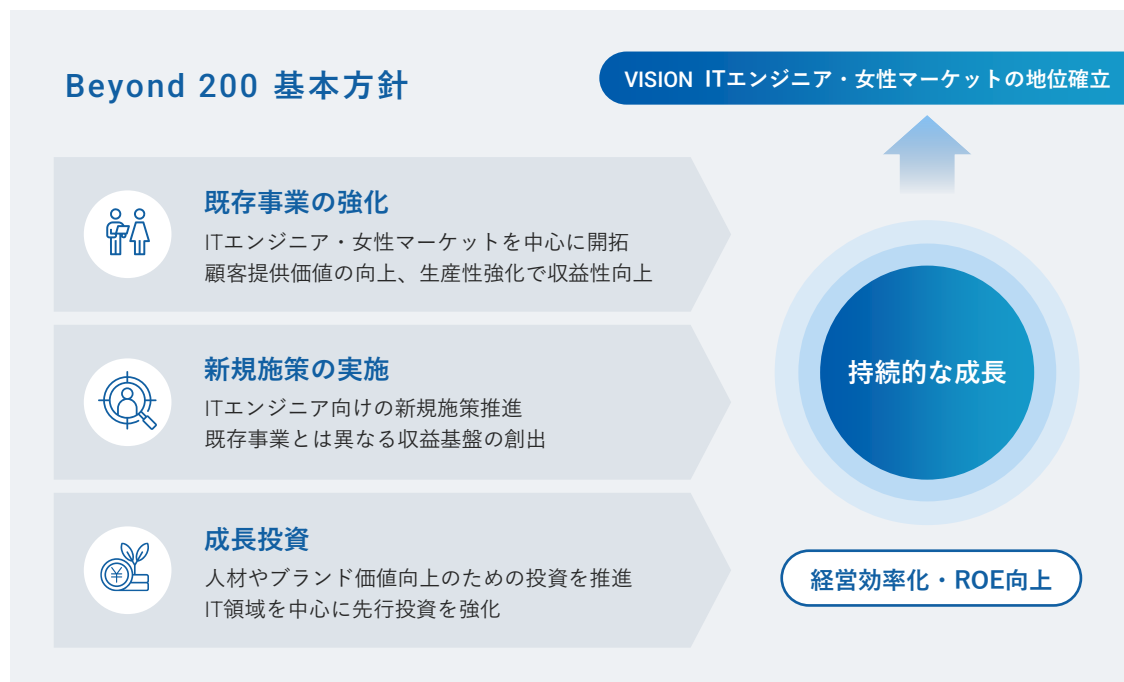 Beyond 200 基本方針
VISION ITエンジニア・女性マーケットの地位確立
既存事業の強化
ITエンジニア・女性マーケットを中心に開拓
顧客提供価値の向上、生産性強化で収益性向上
新規施策の実施
ITエンジニア向けの新規施策推進
既存事業とは異なる収益基盤の創出
成長投資
人材やブランド価値向上のための投資を推進
IT領域を中心に先行投資を強化
持続的な成長
経営効率化・ROE向上